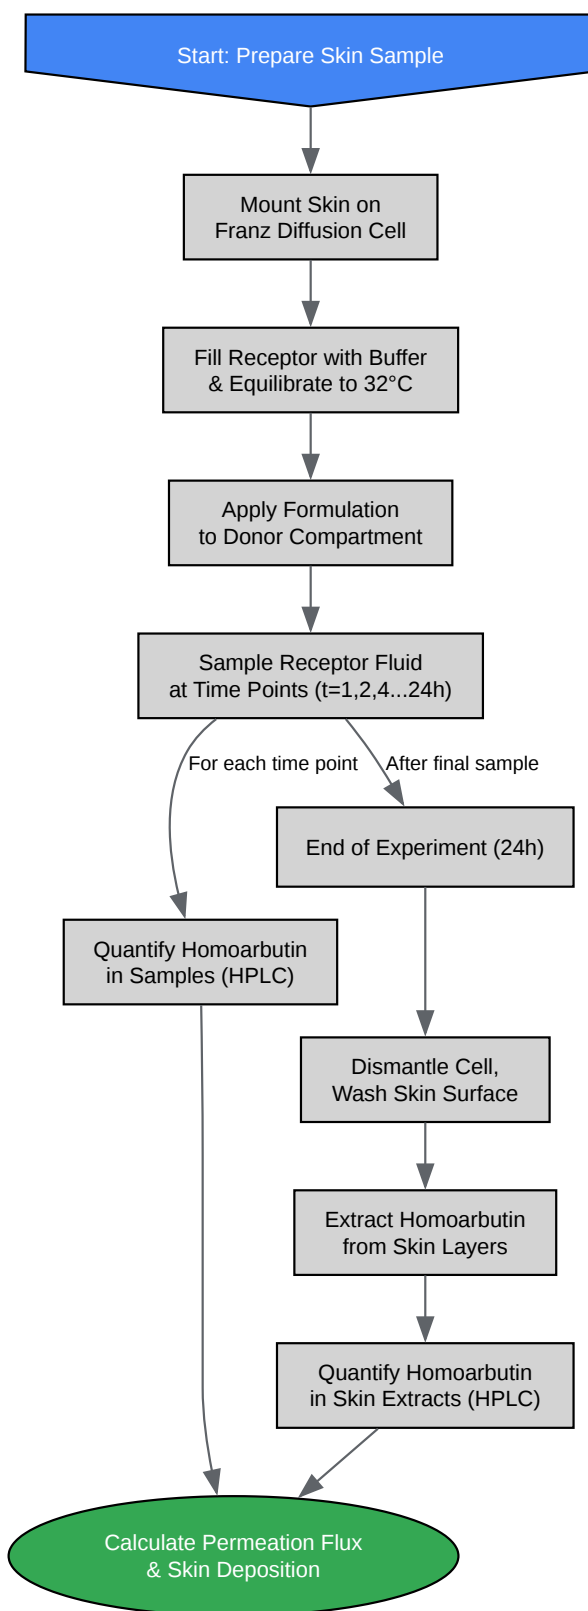 Start: Prepare Skin Sample
Mount Skin on
Franz Diffusion Cell
Fill Receptor with Buffer
& Equilibrate to 32°C
Apply Formulation
to Donor Compartment
Sample Receptor Fluid
at Time Points (t=1,2,4...24h)
For each time point
After final sample
End of Experiment (24h)
Quantify Homoarbutin
in Samples (HPLC)
Dismantle Cell,
Wash Skin Surface
Extract Homoarbutin
from Skin Layers
Quantify Homoarbutin
in Skin Extracts (HPLC)
Calculate Permeation Flux
& Skin Deposition